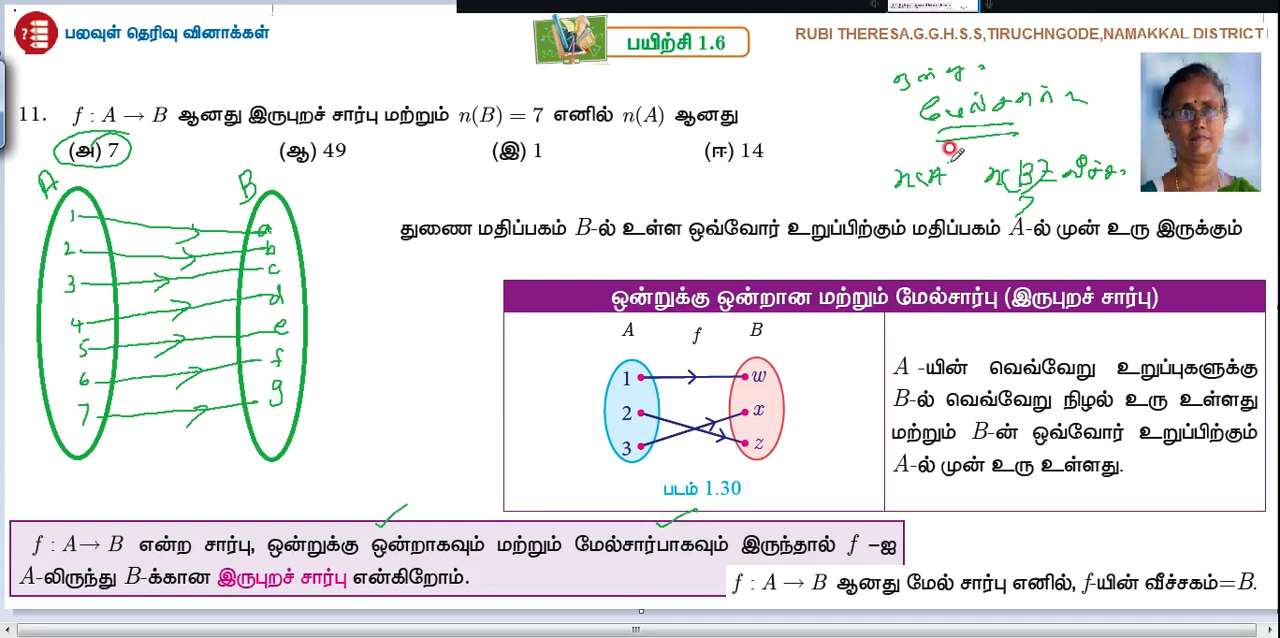 பலவுள் தெரிவு வினாக்கள்
பயிற்சி 1.6
RUBI THERESA,G.G.H.S.S,TIRUCHNGODE,NAMAKKAL DISTRICT
11. f : A → B ஆனது இருபுறச் சார்பு மற்றும் n(B) = 7 எனில் n(A) ஆனது
(அ) 7 (ஆ) 49 (இ) 1 (ஈ) 14
A B
1 a
2 b
3 c
4 d
5 e
6 f
7 g
7
துணை மதிப்பகம் B-ல் உள்ள ஒவ்வோர் உறுப்பிற்கும் மதிப்பகம் A-ல் முன் உரு இருக்கும்
ஒன்றுக்கு ஒன்றான மற்றும் மேல்சார்பு (இருபுறச் சார்பு)
A f B
1 w
2 x
3 z
படம் 1.30
A -யின் வெவ்வேறு உறுப்புகளுக்கு
B-ல் வெவ்வேறு நிழல் உரு உள்ளது
மற்றும் B-ன் ஒவ்வோர் உறுப்பிற்கும்
A-ல் முன் உரு உள்ளது.
f : A → B என்ற சார்பு, ஒன்றுக்கு ஒன்றாகவும் மற்றும் மேல்சார்பாகவும் இருந்தால் f –ஐ
A-லிருந்து B-க்கான இருபுறச் சார்பு என்கிறோம்.
f : A → B ஆனது மேல் சார்பு எனில், f-யின் வீச்சகம்=B.